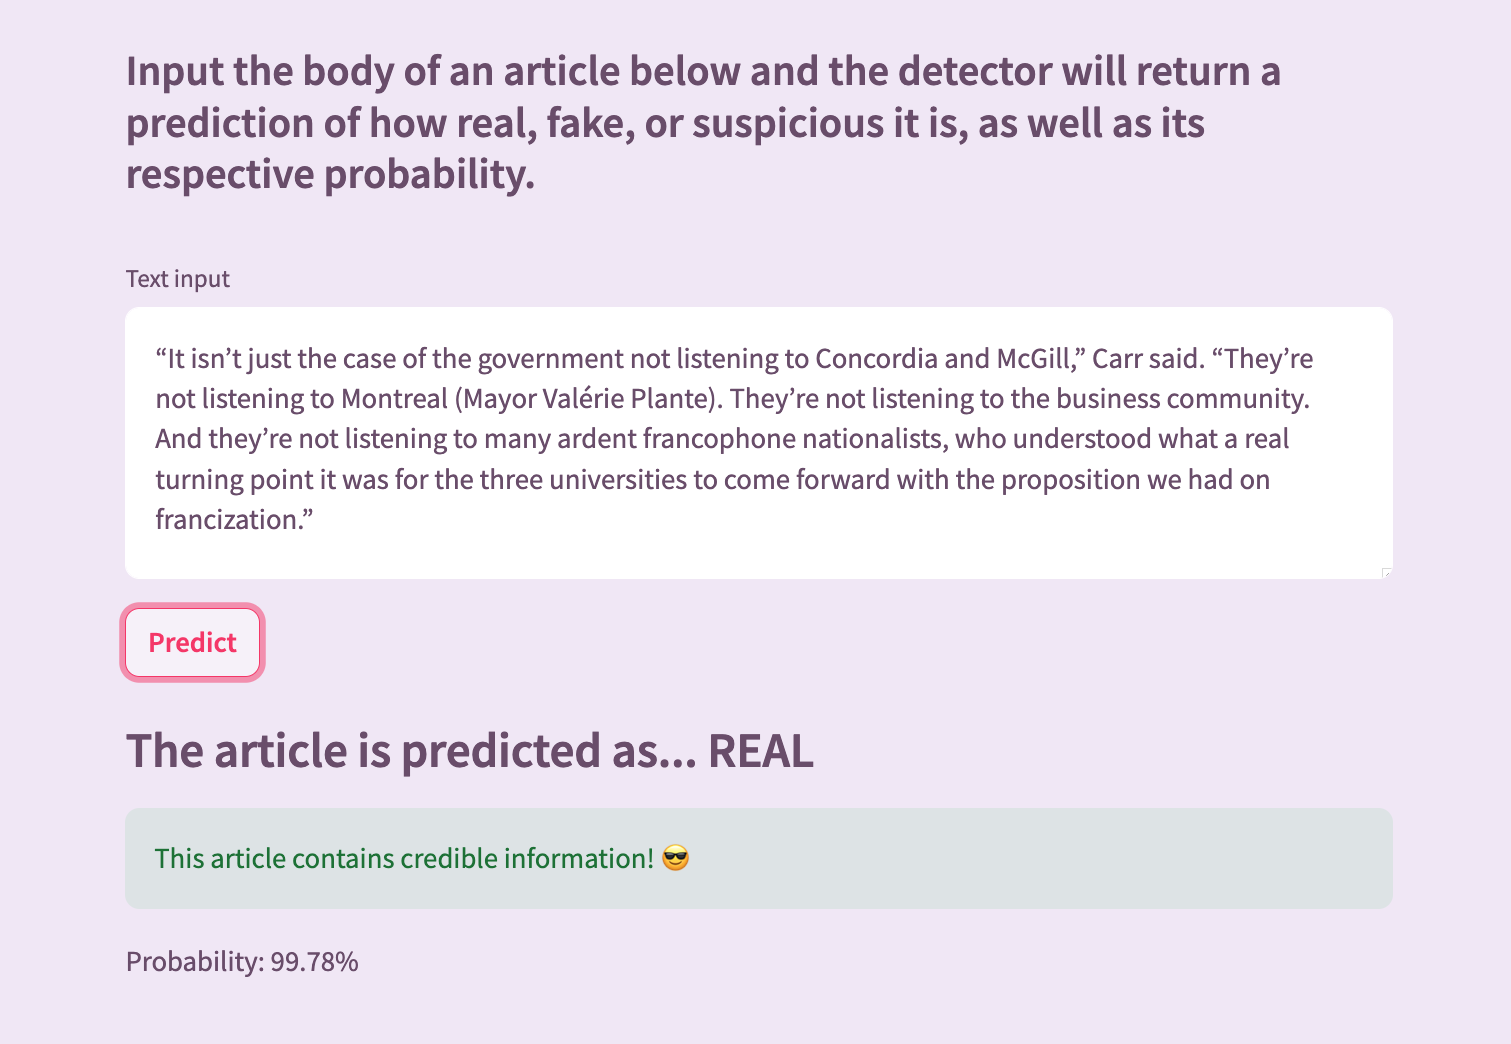 Input the body of an article below and the detector will return a
prediction of how real, fake, or suspicious it is, as well as its
respective probability.
Text input
“It isn’t just the case of the government not listening to Concordia and McGill,” Carr said. “They’re
not listening to Montreal (Mayor Valérie Plante). They’re not listening to the business community.
And they’re not listening to many ardent francophone nationalists, who understood what a real
turning point it was for the three universities to come forward with the proposition we had on
francization.”
Predict
The article is predicted as... REAL
This article contains credible information! 😎
Probability: 99.78%